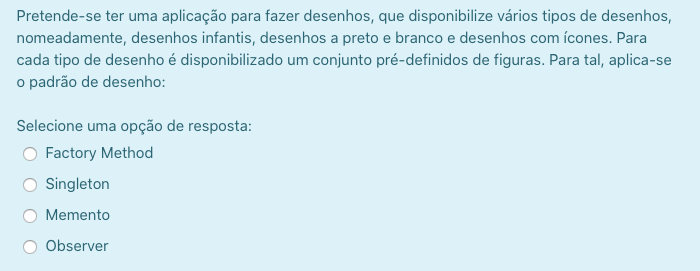 Pretende-se ter uma aplicação para fazer desenhos, que disponibilize vários tipos de desenhos,
nomeadamente, desenhos infantis, desenhos a preto e branco e desenhos com ícones. Para
cada tipo de desenho é disponibilizado um conjunto pré-definidos de figuras. Para tal, aplica-se
o padrão de desenho:
Selecione uma opção de resposta:
Factory Method
Singleton
Memento
Observer